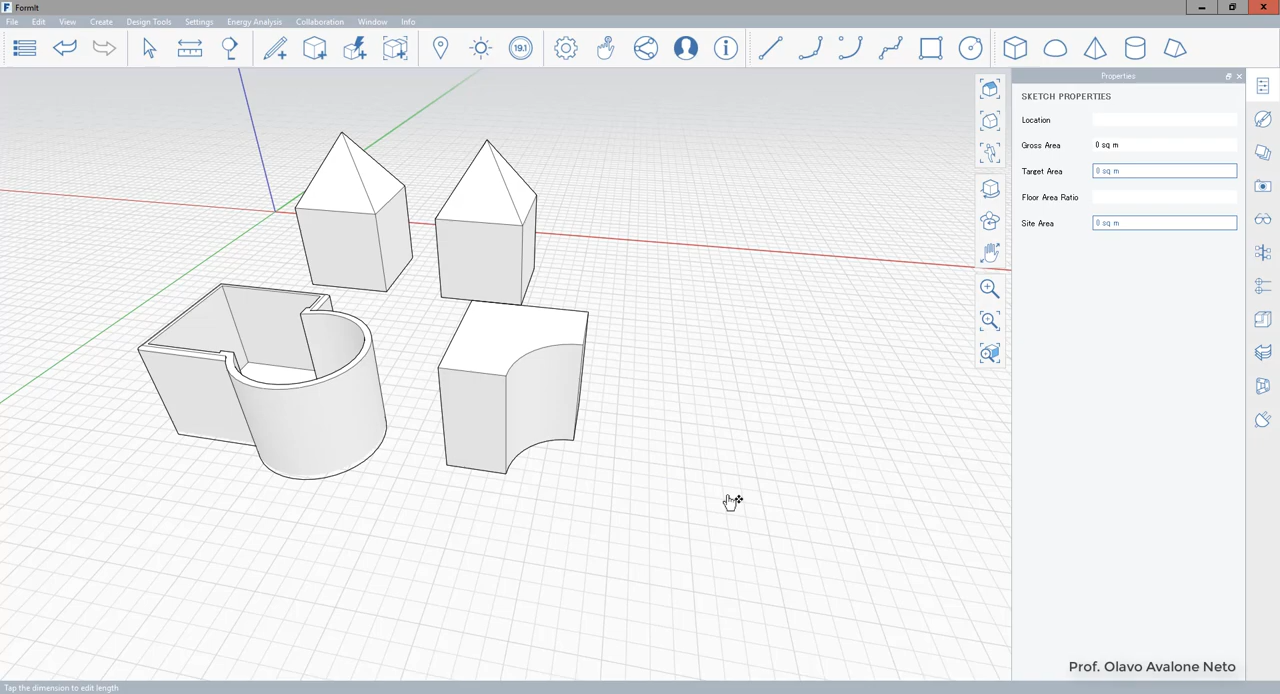 FormIt
File Edit View Create Design Tools Settings Energy Analysis Collaboration Window Info
19.1
Properties
SKETCH PROPERTIES
Location
Gross Area 0 sq m
Target Area 0 sq m
Floor Area Ratio
Site Area 0 sq m
Prof. Olavo Avalone Neto
Tap the dimension to edit length